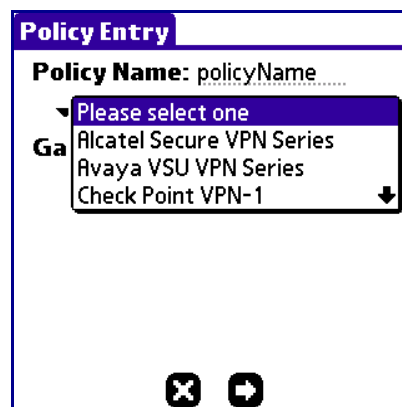 Policy Entry
Policy Name: policyName
Please select one
Alcatel Secure VPN Series
Ga
Avaya VSU VPN Series
Check Point VPN-1